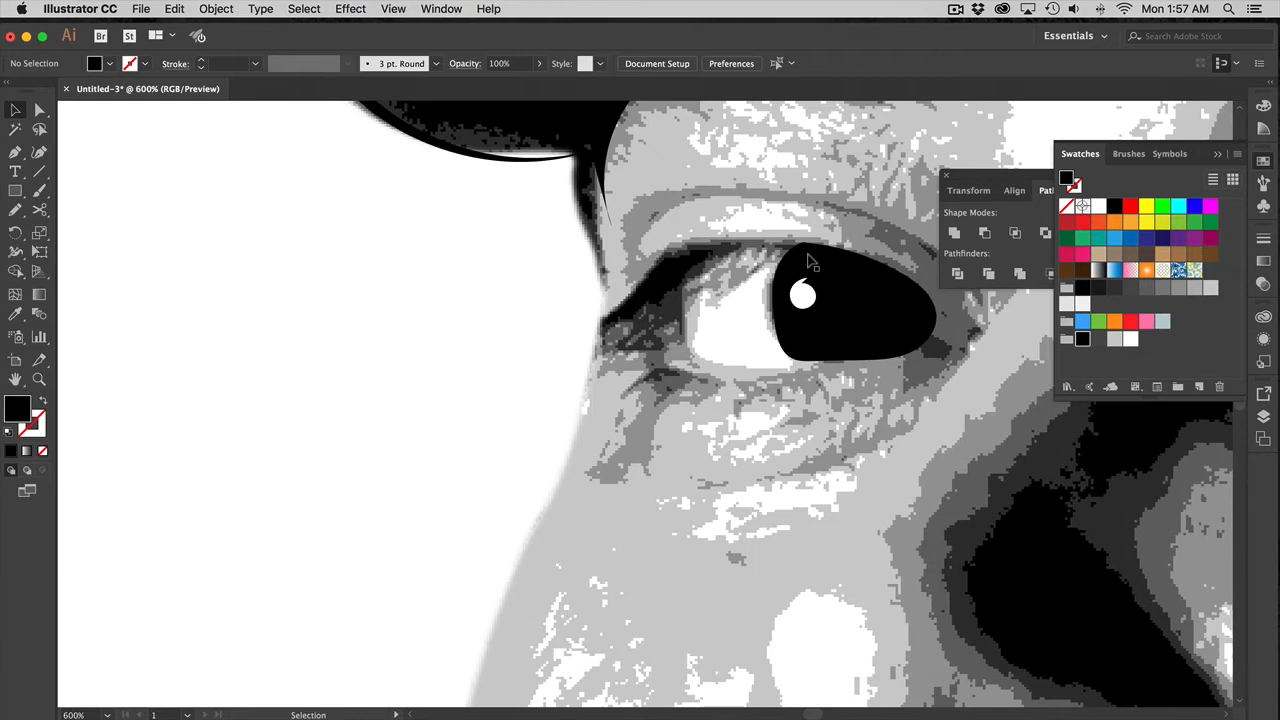 Illustrator CC File Edit Object Type Select Effect View Window Help Mon 1:57 AM
Ai Br St Essentials Search Adobe Stock
No Selection Stroke: 3 pt. Round Opacity: 100% Style: Document Setup Preferences
× Untitled-3* @ 600% (RGB/Preview)
Swatches Brushes Symbols
Transform Align Pat
Shape Modes:
Pathfinders:
600% 1 Selection